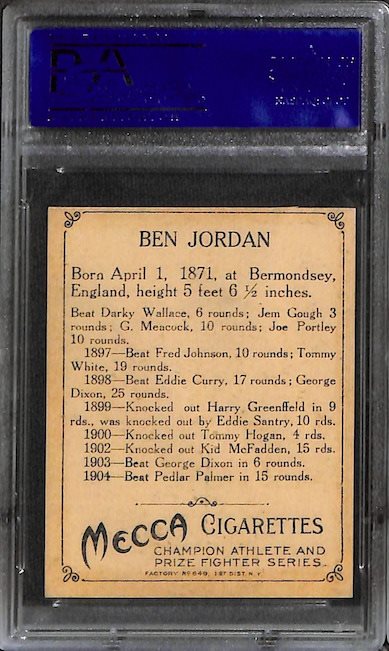 BEN JORDAN
Born April 1, 1871, at Bermondsey,
England, height 5 feet 6 ½ inches.
Beat Darky Wallace, 6 rounds; Jem Gough 3
rounds; G. Meacock, 10 rounds; Joe Portley
10 rounds.
1897—Beat Fred Johnson, 10 rounds; Tommy
White, 19 rounds.
1898—Beat Eddie Curry, 17 rounds; George
Dixon, 25 rounds.
1899—Knocked out Harry Greenffeld in 9
rds., was knocked out by Eddie Santry, 10 rds.
1900—Knocked out Tommy Hogan, 4 rds.
1902—Knocked out Kid McFadden, 15 rds.
1903—Beat George Dixon in 6 rounds.
1904—Beat Pedlar Palmer in 15 rounds.
MECCA CIGARETTES
CHAMPION ATHLETE AND
PRIZE FIGHTER SERIES
FACTORY No 649, 1ST DIST. N.Y.